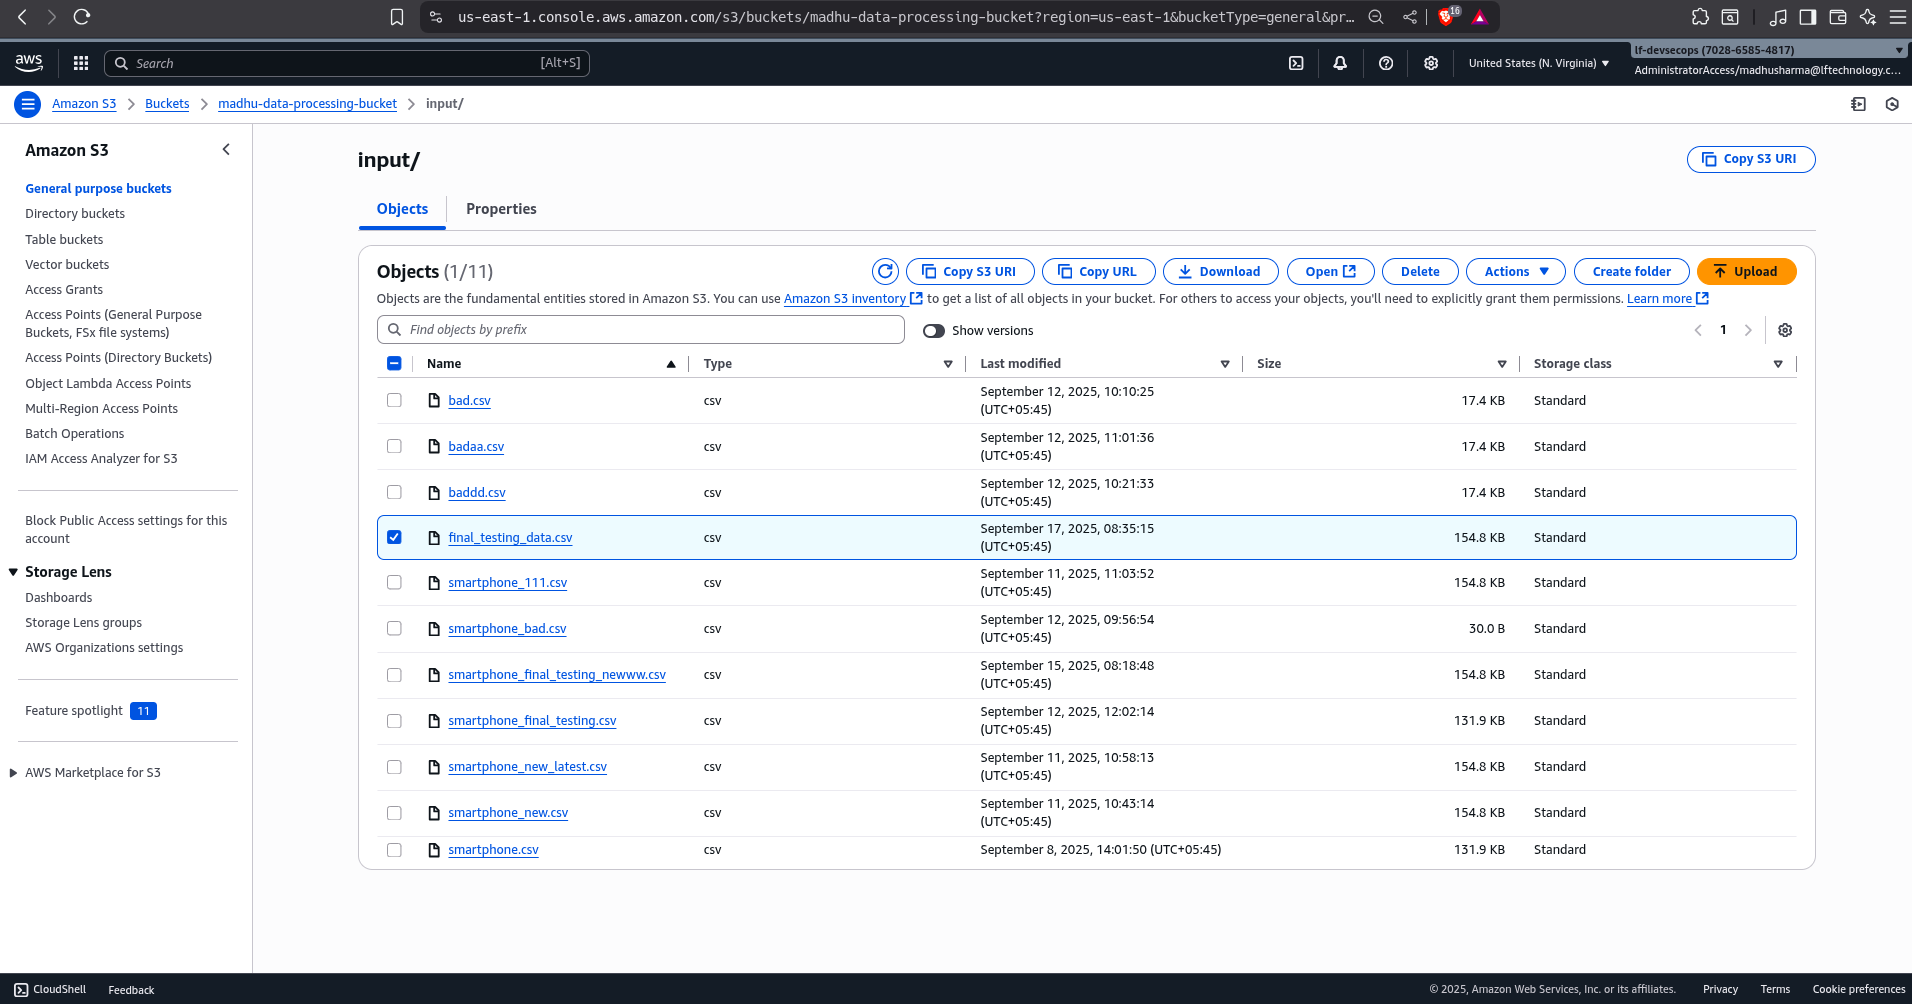 us-east-1.console.aws.amazon.com/s3/buckets/madhu-data-processing-bucket?region=us-east-1&bucketType=general&pr...
16
aws
Search
[Alt+S]
United States (N. Virginia)
lf-devsecops (7028-6585-4817)
AdministratorAccess/madhusharma@lftechnology.c...
Amazon S3
Buckets
madhu-data-processing-bucket
input/
Amazon S3
General purpose buckets
Directory buckets
Table buckets
Vector buckets
Access Grants
Access Points (General Purpose
Buckets, FSx file systems)
Access Points (Directory Buckets)
Object Lambda Access Points
Multi-Region Access Points
Batch Operations
IAM Access Analyzer for S3
Block Public Access settings for this
account
Storage Lens
Dashboards
Storage Lens groups
AWS Organizations settings
Feature spotlight 11
AWS Marketplace for S3
input/
Copy S3 URI
Objects
Properties
Objects (1/11)
Copy S3 URI
Copy URL
Download
Open
Delete
Actions
Create folder
Upload
Objects are the fundamental entities stored in Amazon S3. You can use Amazon S3 inventory to get a list of all objects in your bucket. For others to access your objects, you'll need to explicitly grant them permissions. Learn more
Find objects by prefix
Show versions
1
Name Type Last modified Size Storage class
bad.csv csv September 12, 2025, 10:10:25 (UTC+05:45) 17.4 KB Standard
badaa.csv csv September 12, 2025, 11:01:36 (UTC+05:45) 17.4 KB Standard
baddd.csv csv September 12, 2025, 10:21:33 (UTC+05:45) 17.4 KB Standard
final_testing_data.csv csv September 17, 2025, 08:35:15 (UTC+05:45) 154.8 KB Standard
smartphone_111.csv csv September 11, 2025, 11:03:52 (UTC+05:45) 154.8 KB Standard
smartphone_bad.csv csv September 12, 2025, 09:56:54 (UTC+05:45) 30.0 B Standard
smartphone_final_testing_newww.csv csv September 15, 2025, 08:18:48 (UTC+05:45) 154.8 KB Standard
smartphone_final_testing.csv csv September 12, 2025, 12:02:14 (UTC+05:45) 131.9 KB Standard
smartphone_new_latest.csv csv September 11, 2025, 10:58:13 (UTC+05:45) 154.8 KB Standard
smartphone_new.csv csv September 11, 2025, 10:43:14 (UTC+05:45) 154.8 KB Standard
smartphone.csv csv September 8, 2025, 14:01:50 (UTC+05:45) 131.9 KB Standard
CloudShell
Feedback
© 2025, Amazon Web Services, Inc. or its affiliates.
Privacy
Terms
Cookie preferences